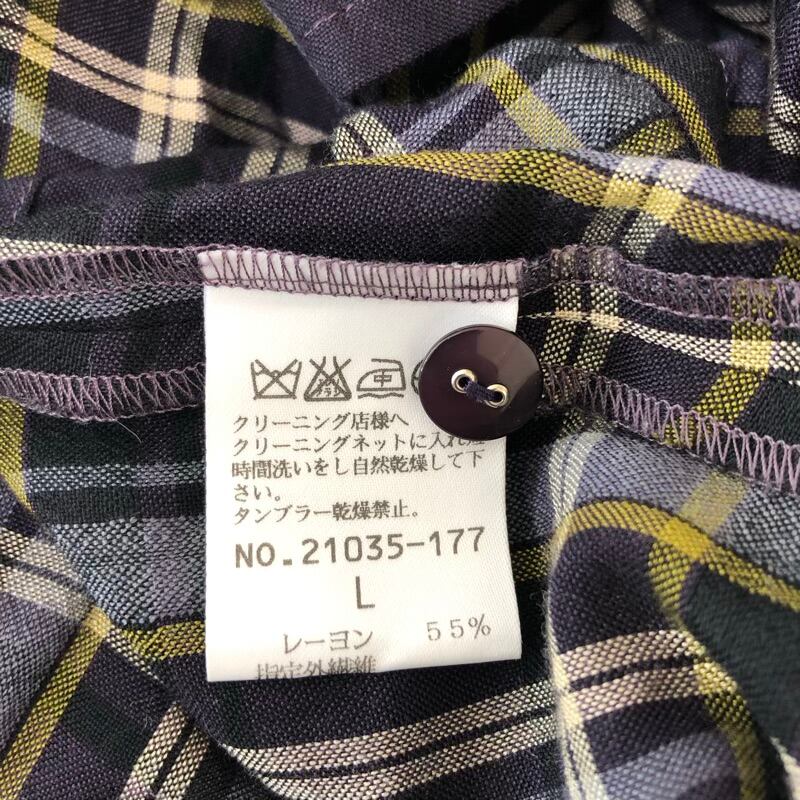 中
クリーニング店様へ
クリーニングネットに入れ短
時間洗いをし自然乾燥して下
さい。
タンブラー乾燥禁止。
NO.21035-177
L
レーヨン 55%
指定外繊維